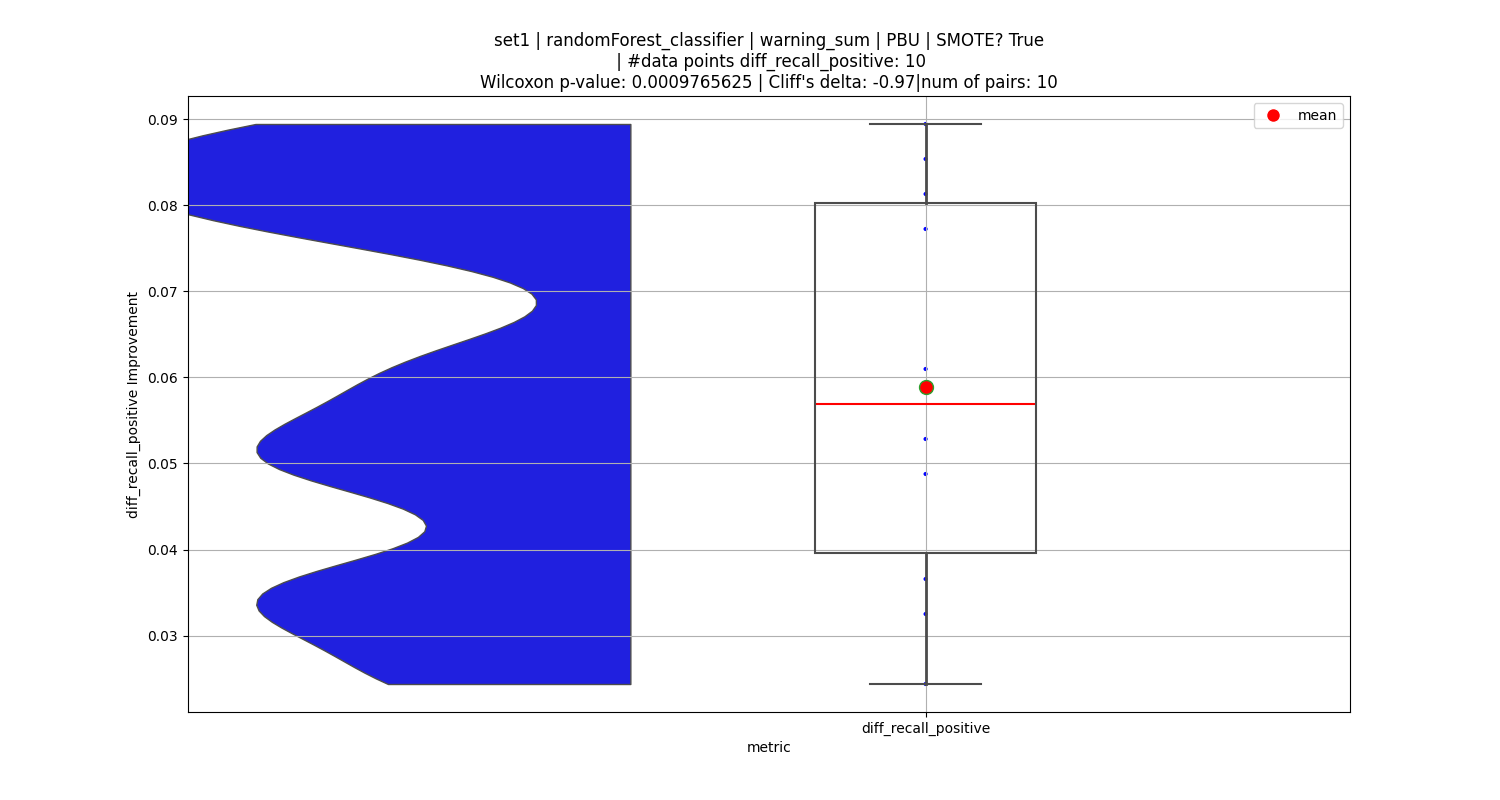 set1 | randomForest_classifier | warning_sum | PBU | SMOTE? True
| #data points diff_recall_positive: 10
Wilcoxon p-value: 0.0009765625 | Cliff's delta: -0.97|num of pairs: 10
mean
0.09
0.08
0.07
0.06
0.05
0.04
0.03
diff_recall_positive Improvement
diff_recall_positive
metric